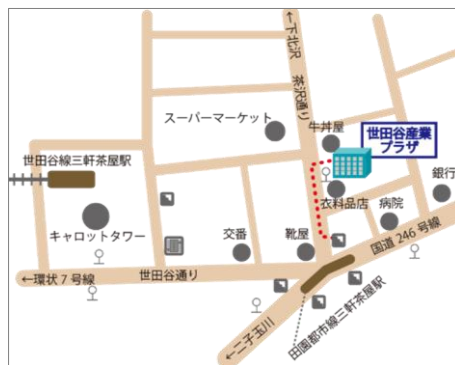 ←下北沢
茶沢通り
スーパーマーケット
牛丼屋
世田谷産業
プラザ
世田谷線三軒茶屋駅
衣料品店
病院
銀行
キャロットタワー
交番
靴屋
国道246号線
世田谷通り
←環状7号線
田園都市線三軒茶屋駅
←二子玉川